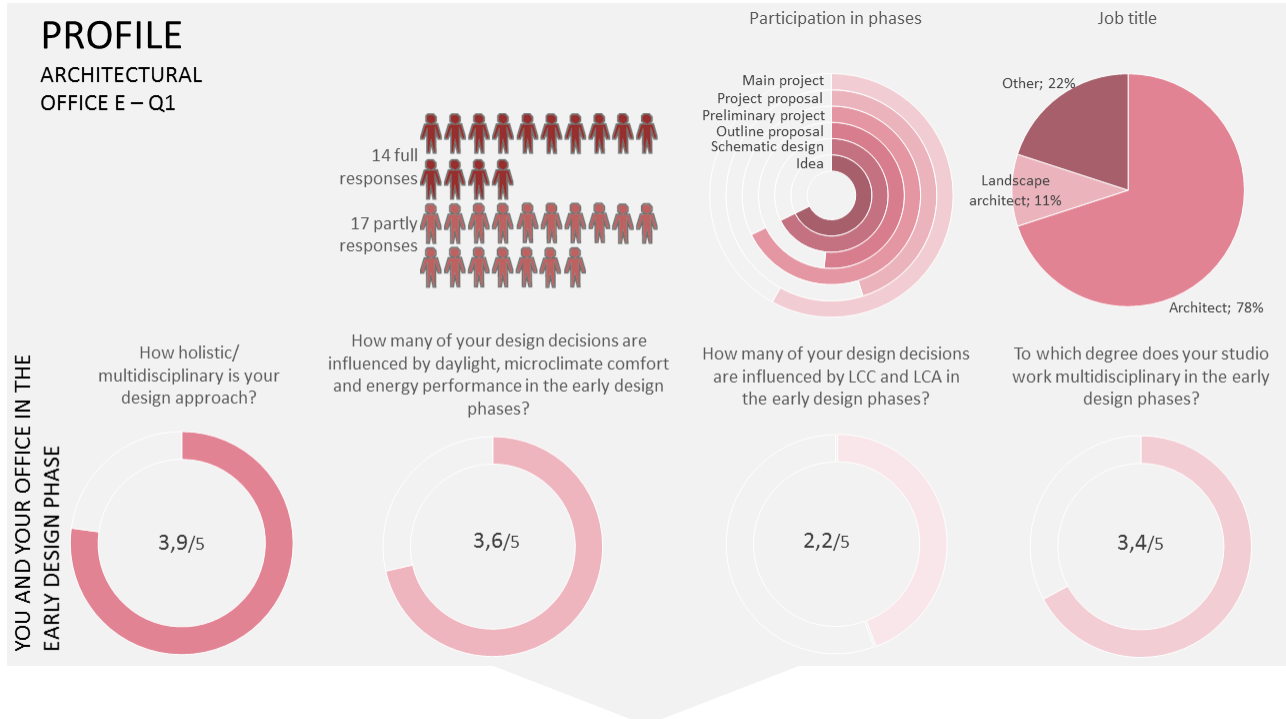 PROFILE
ARCHITECTURAL
OFFICE E – Q1
14 full
responses
17 partly
responses
Participation in phases
Main project
Project proposal
Preliminary project
Outline proposal
Schematic design
Idea
Job title
Other; 22%
Landscape
architect; 11%
Architect; 78%
YOU AND YOUR OFFICE IN THE
EARLY DESIGN PHASE
How holistic/
multidisciplinary is your
design approach?
3,9/5
How many of your design decisions are
influenced by daylight, microclimate comfort
and energy performance in the early design
phases?
3,6/5
How many of your design decisions
are influenced by LCC and LCA in
the early design phases?
2,2/5
To which degree does your studio
work multidisciplinary in the early
design phases?
3,4/5